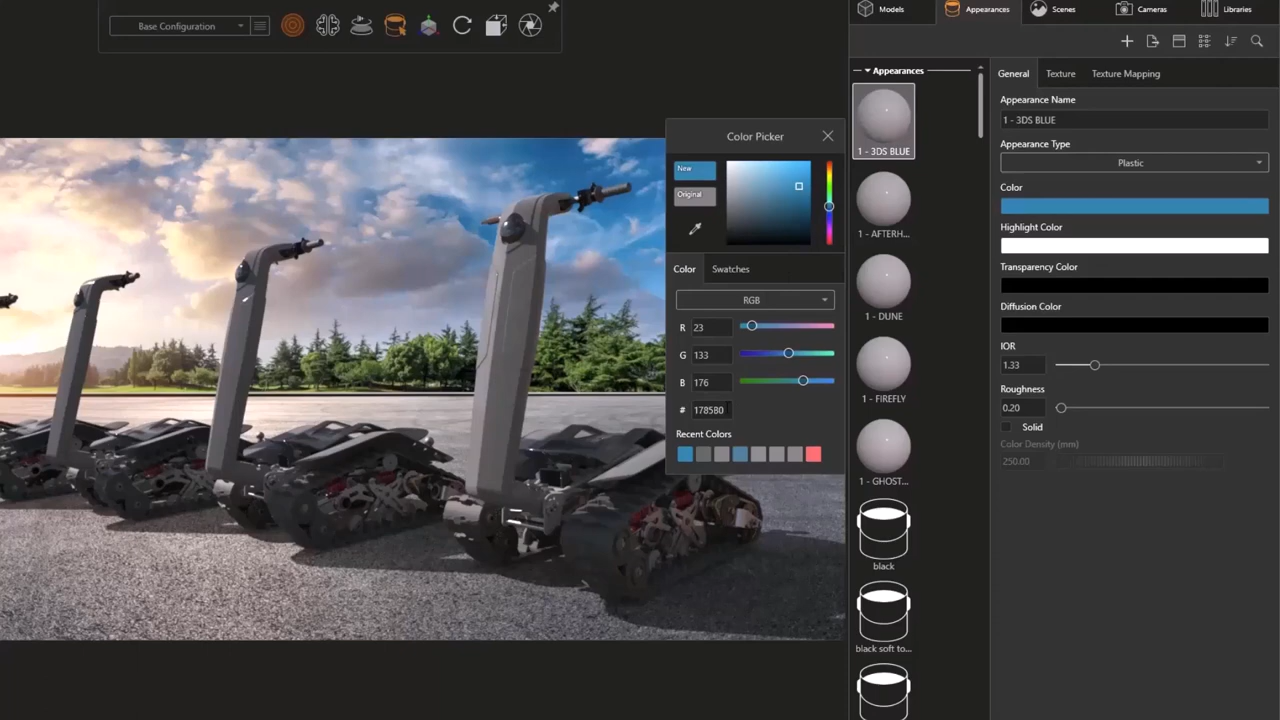 Base Configuration
Models
Appearances
Scenes
Cameras
Libraries
Appearances
1 - 3DS BLUE
1 - AFTERH...
1 - DUNE
1 - FIREFLY
1 - GHOST...
black
black soft to...
General
Texture
Texture Mapping
Appearance Name
1 - 3DS BLUE
Appearance Type
Plastic
Color
Highlight Color
Transparency Color
Diffusion Color
IOR
1.33
Roughness
0.20
Solid
Color Density (mm)
250.00
Color Picker
New
Original
Color
Swatches
RGB
R 23
G 133
B 176
# 1785B0
Recent Colors